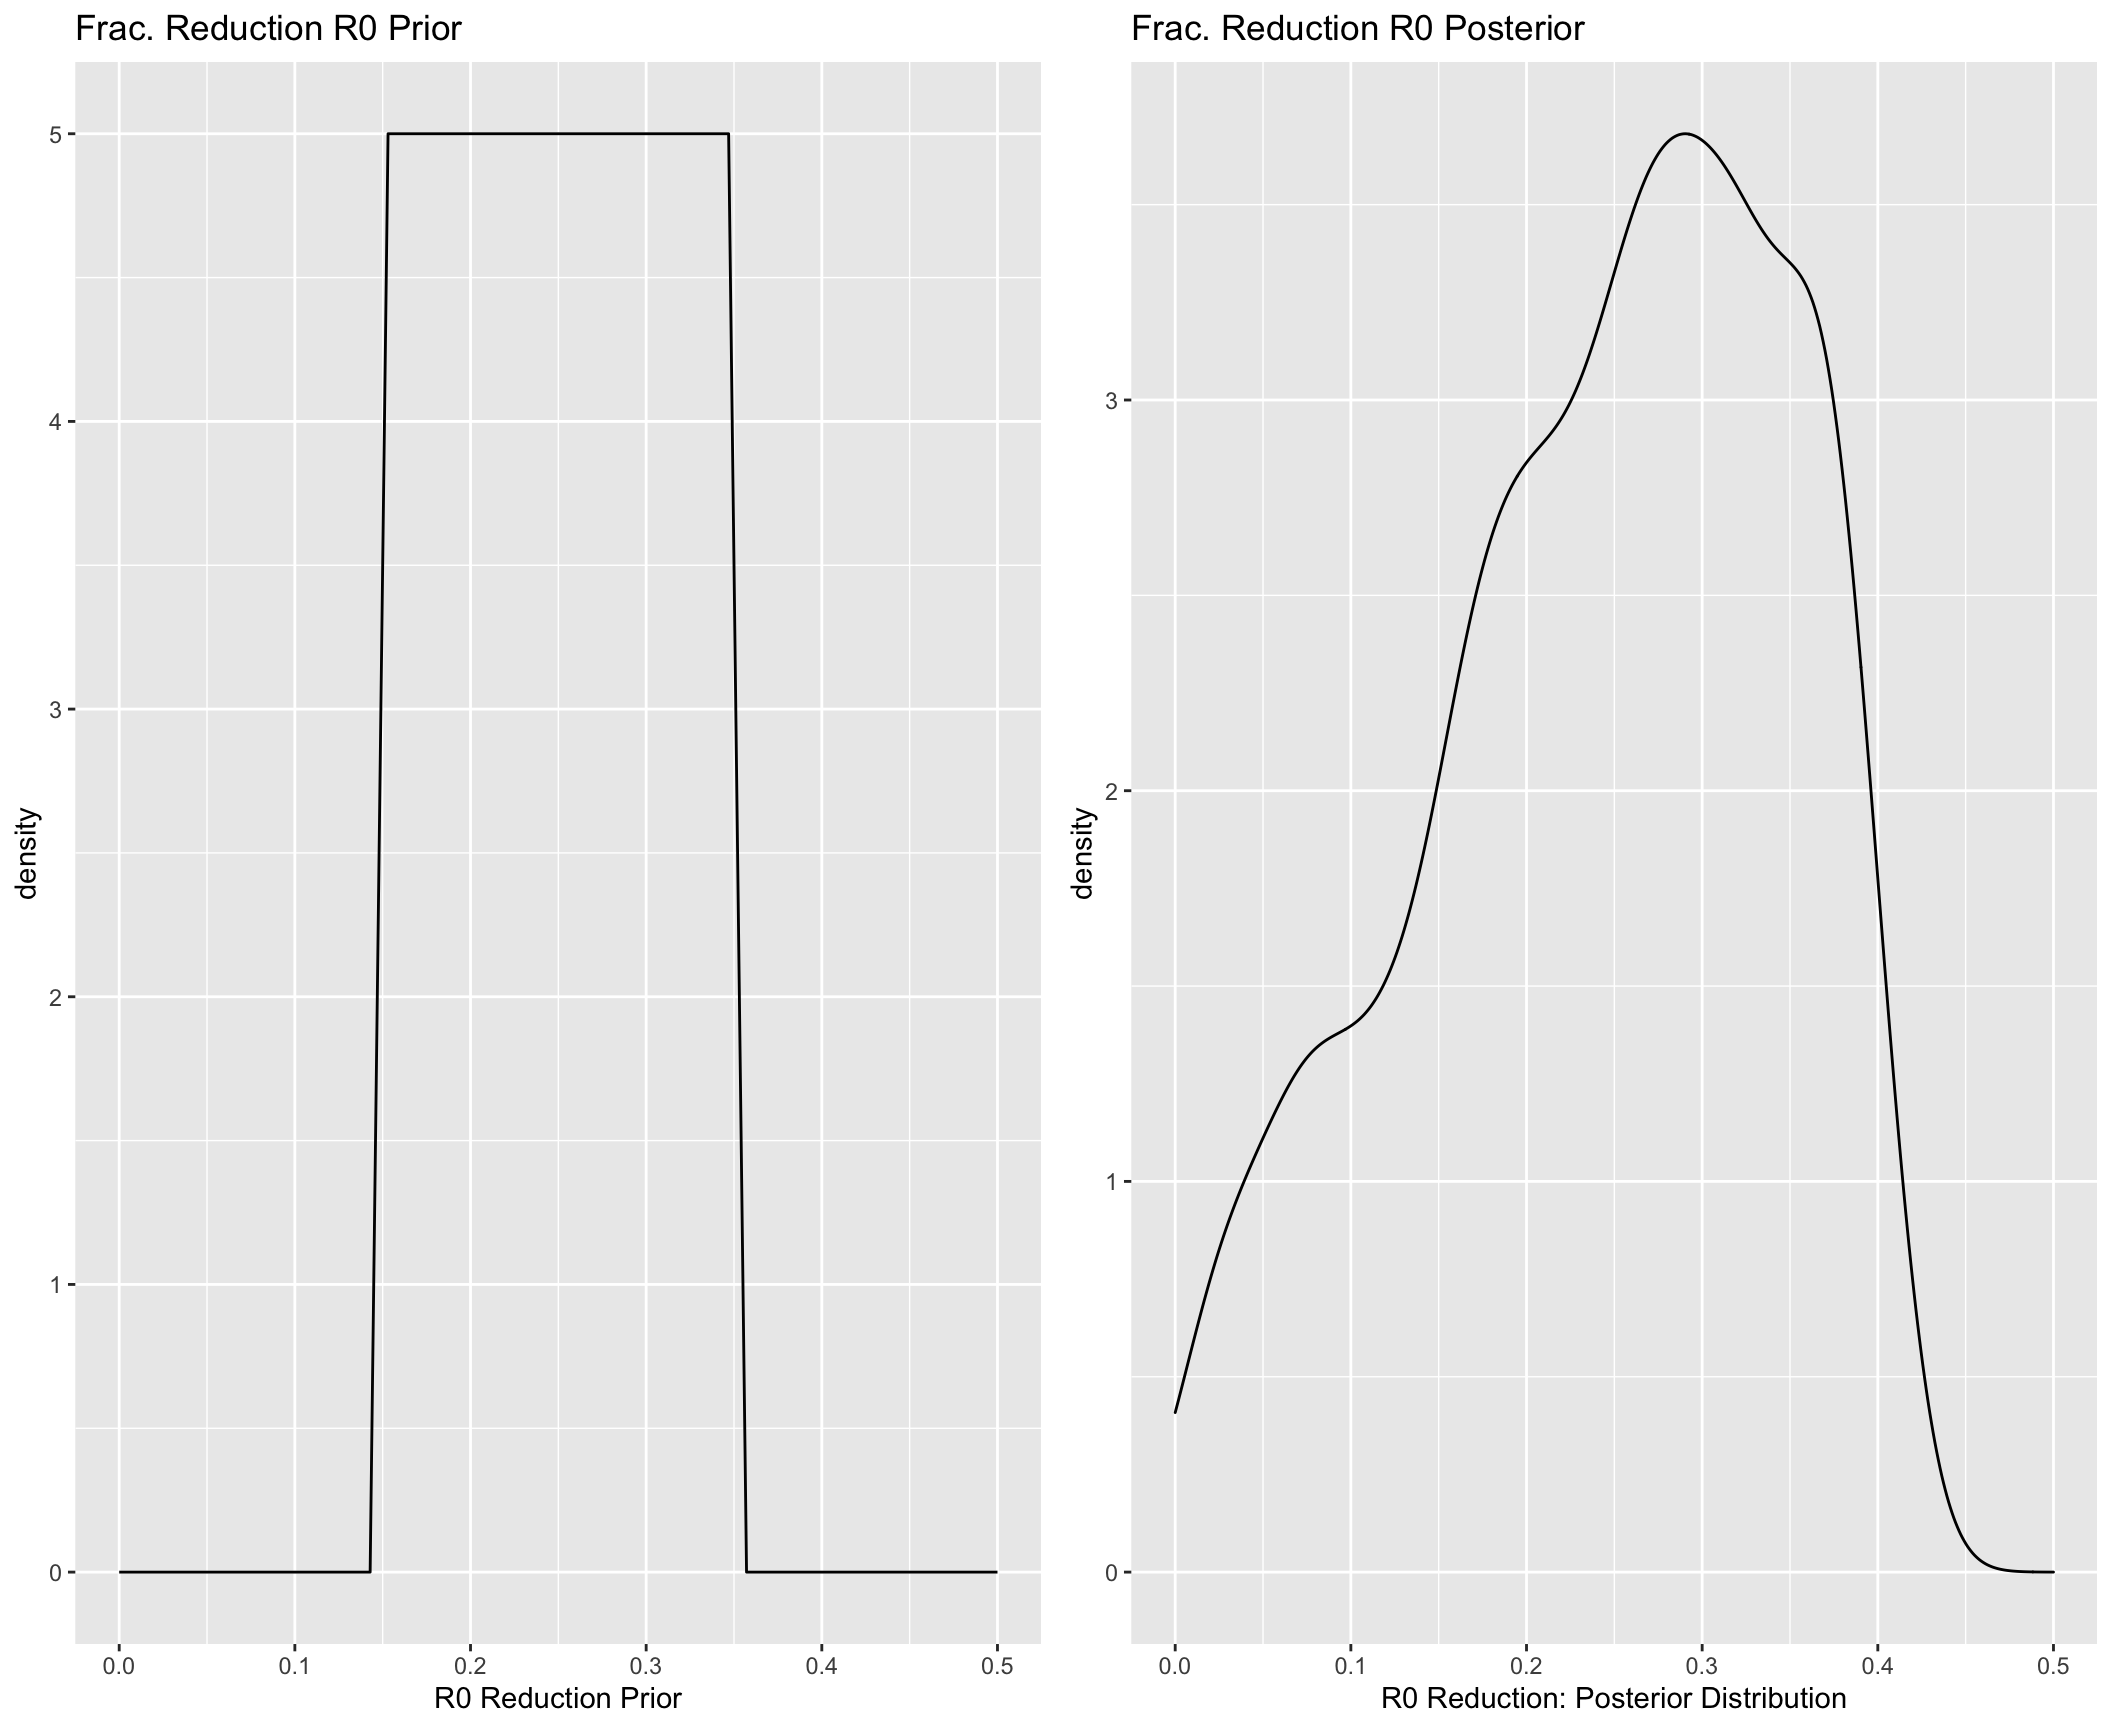 Frac. Reduction R0 Prior
density
5
4
3
2
1
0
0.0 0.1 0.2 0.3 0.4 0.5
R0 Reduction Prior
Frac. Reduction R0 Posterior
density
3
2
1
0
0.0 0.1 0.2 0.3 0.4 0.5
R0 Reduction: Posterior Distribution